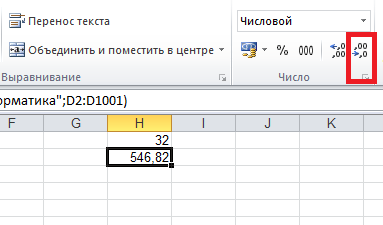 Перенос текста
Числовой
Объединить и поместить в центре
% 000 ,00 ,0 ,00 ,0
Выравнивание
Число
орматика";D2:D1001)
F G H I J K
32
546,82